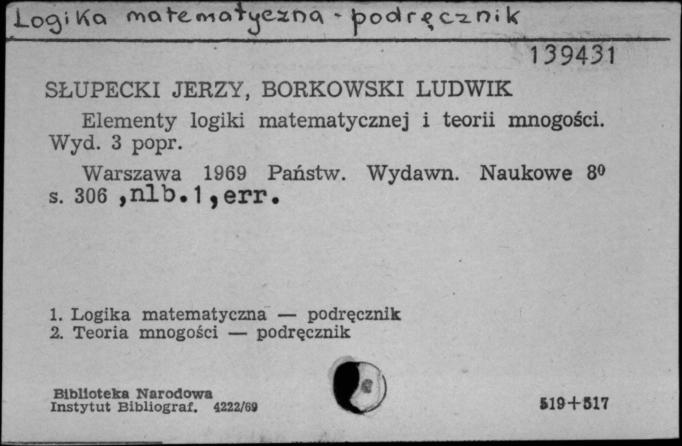 Logika matematyczna - podręcznik
139431
SŁUPECKI JERZY, BORKOWSKI LUDWIK
Elementy logiki matematycznej i teorii mnogości.
Wyd. 3 popr.
Warszawa 1969 Państw. Wydawn. Naukowe 8⁰
s. 306 ,nlb.1,err.
1. Logika matematyczna — podręcznik
2. Teoria mnogości — podręcznik
Biblioteka Narodowa
Instytut Bibliograf. 4222/69
519+517